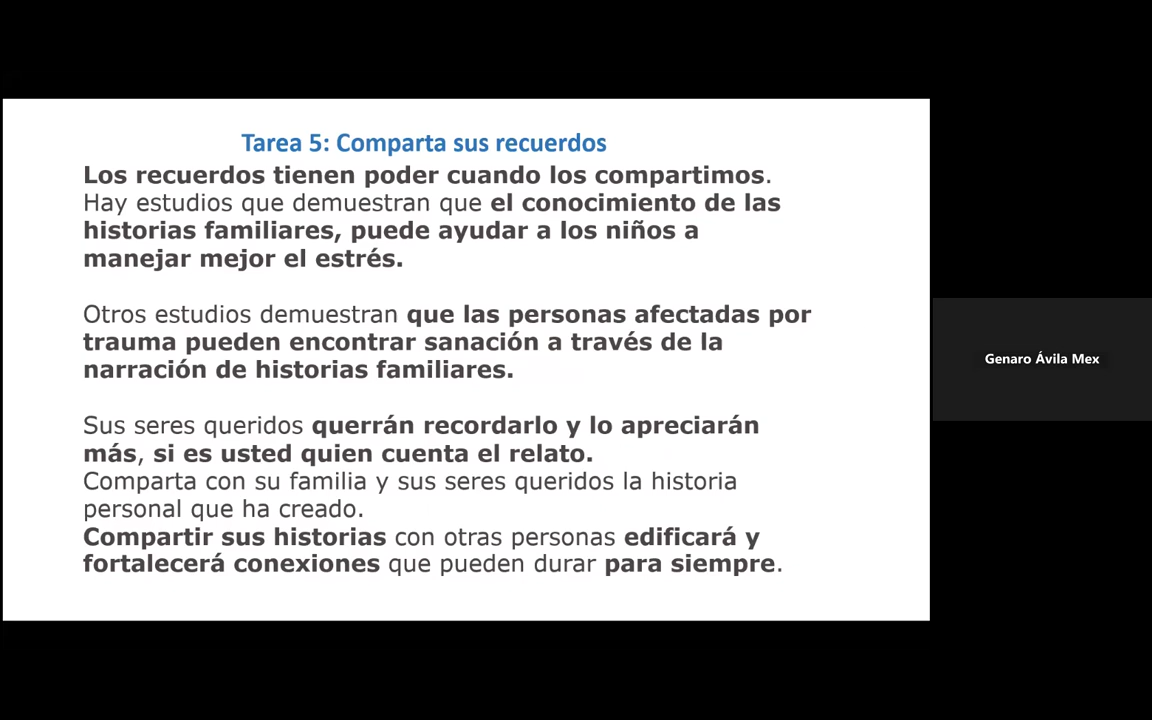 Tarea 5: Comparta sus recuerdos
Los recuerdos tienen poder cuando los compartimos.
Hay estudios que demuestran que el conocimiento de las
historias familiares, puede ayudar a los niños a
manejar mejor el estrés.
Otros estudios demuestran que las personas afectadas por
trauma pueden encontrar sanación a través de la
narración de historias familiares.
Sus seres queridos querrán recordarlo y lo apreciarán
más, si es usted quien cuenta el relato.
Comparta con su familia y sus seres queridos la historia
personal que ha creado.
Compartir sus historias con otras personas edificará y
fortalecerá conexiones que pueden durar para siempre.
Genaro Ávila Mex